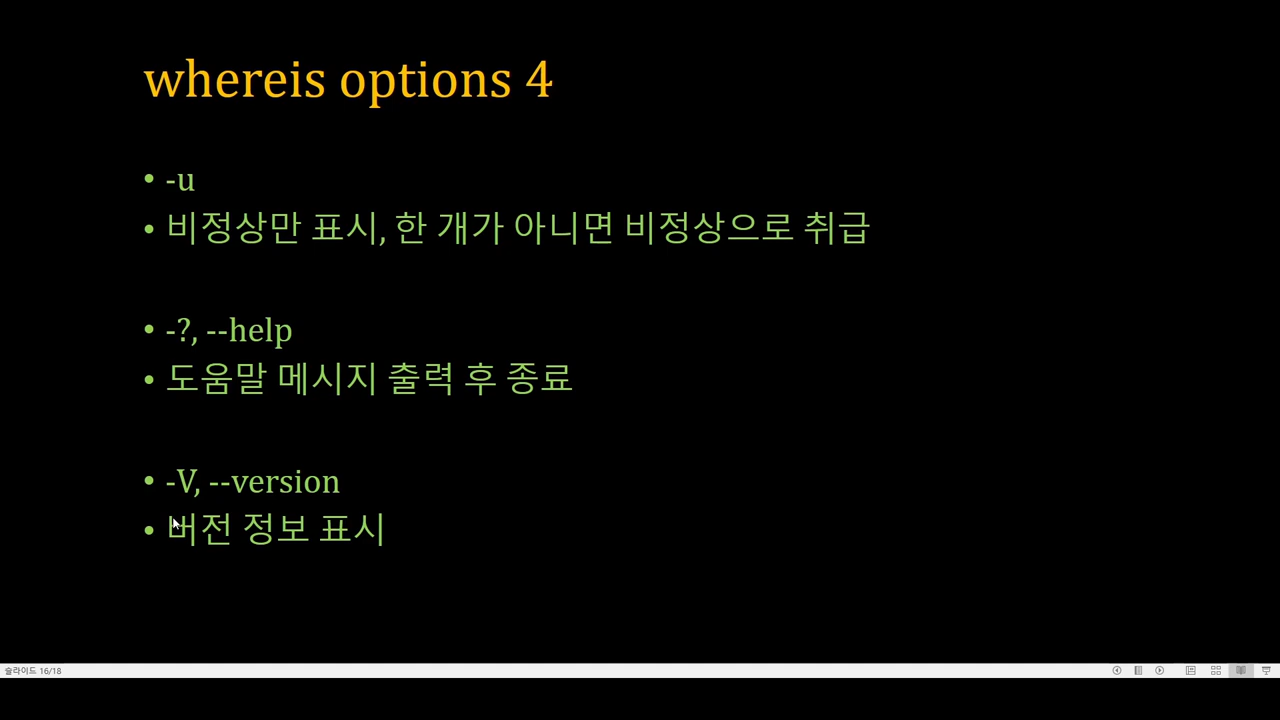 whereis options 4
• -u
• 비정상만 표시, 한 개가 아니면 비정상으로 취급
• -?, --help
• 도움말 메시지 출력 후 종료
• -V, --version
• 버전 정보 표시
슬라이드 16/18